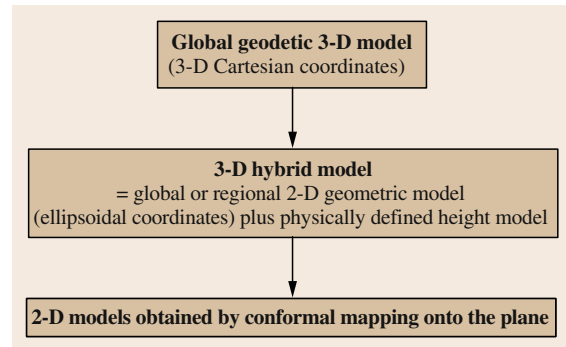 Global geodetic 3-D model
(3-D Cartesian coordinates)
3-D hybrid model
= global or regional 2-D geometric model
(ellipsoidal coordinates) plus physically defined height model
2-D models obtained by conformal mapping onto the plane